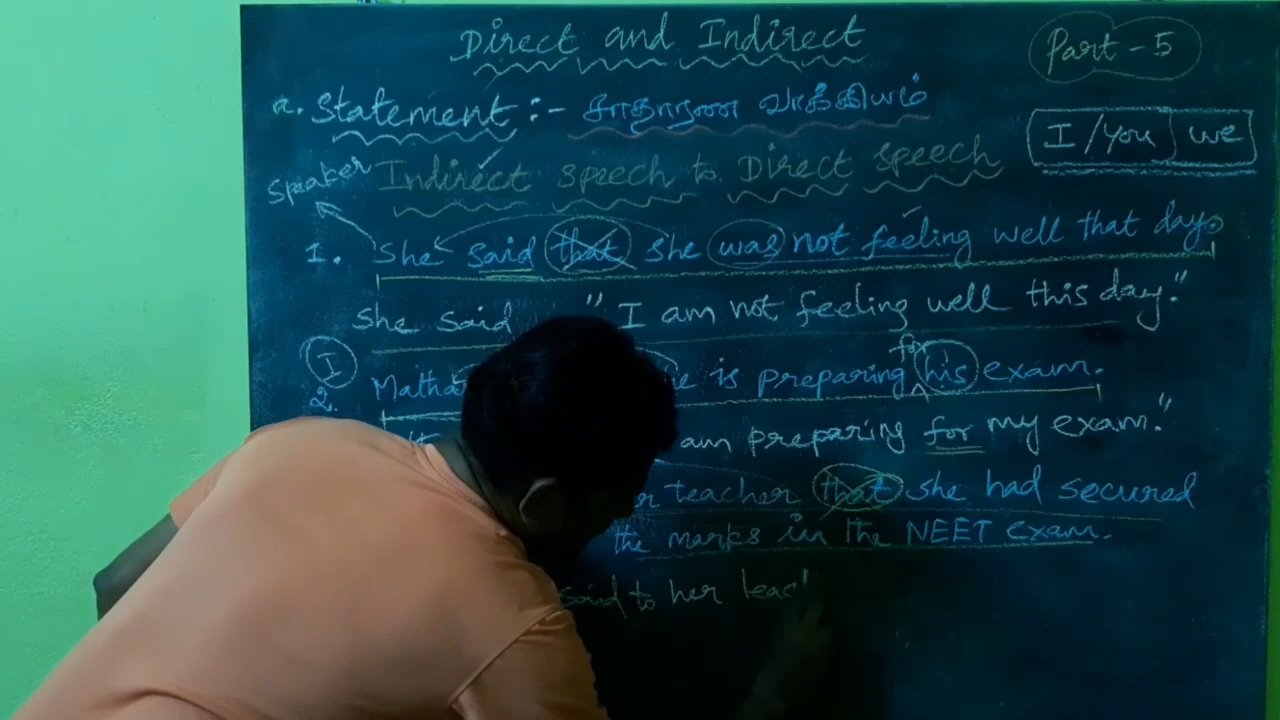 Direct and Indirect
Part - 5
a. Statement :- சாதாரண வாக்கியம்
I / You we
Indirect speech to Direct speech
Speaker
1. She said that she was not feeling well that day.
She said " I am not feeling well this day."
I
for
2. is preparing his exam.
am preparing for my exam."
teacher that she had secured
the marks in the NEET exam.
said to her